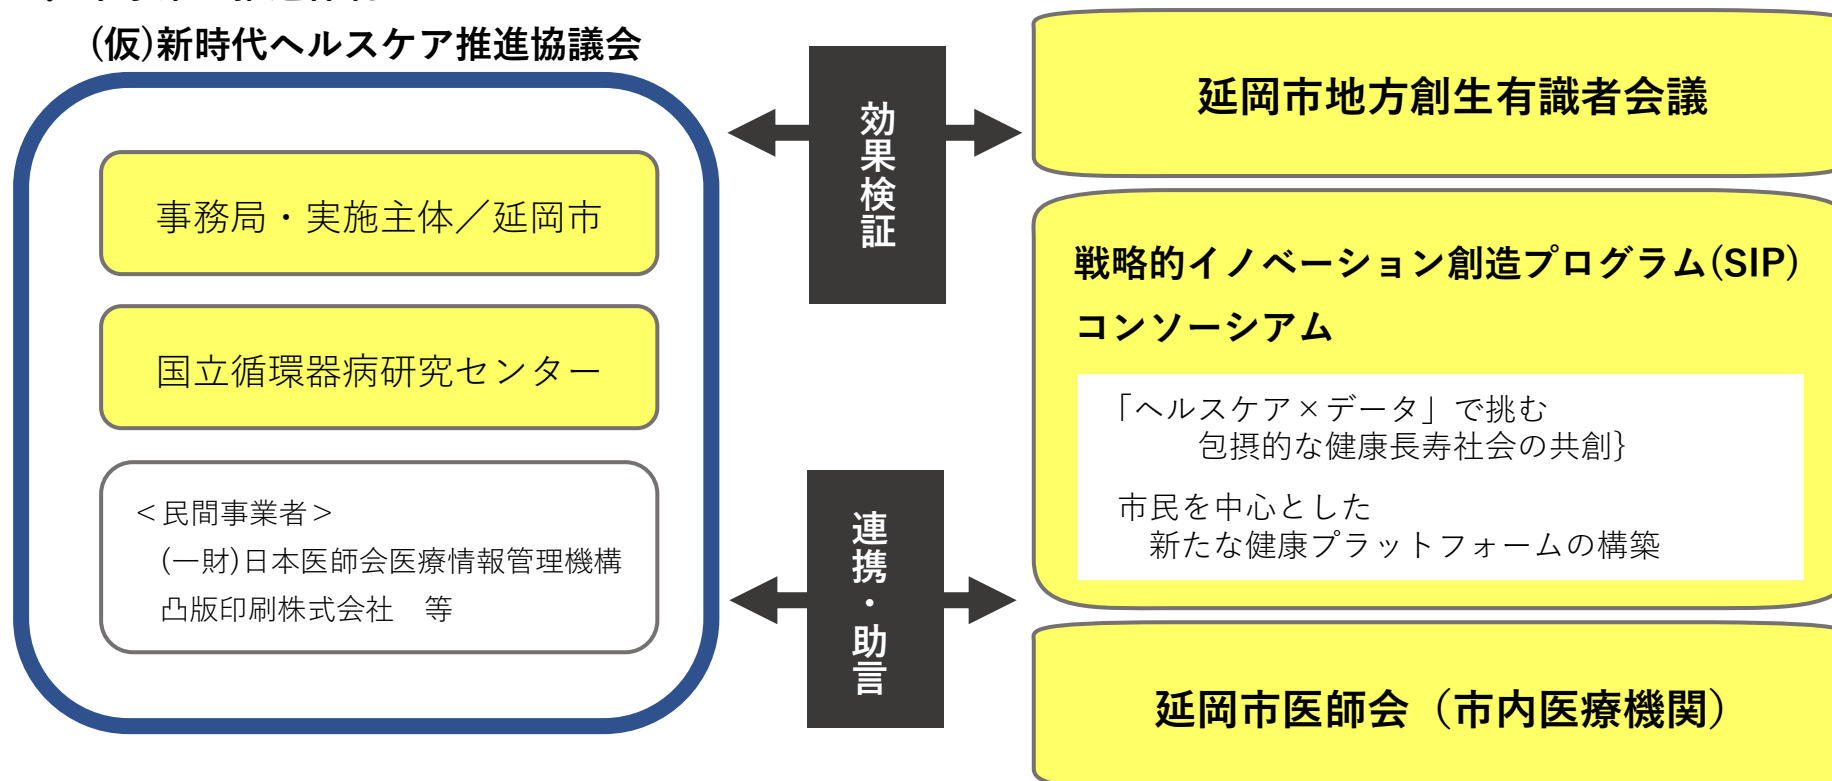 (仮)新時代ヘルスケア推進協議会
事務局・実施主体／延岡市
国立循環器病研究センター
＜民間事業者＞
(一財)日本医師会医療情報管理機構
凸版印刷株式会社　等
効果検証
連携・助言
延岡市地方創生有識者会議
戦略的イノベーション創造プログラム(SIP)
コンソーシアム
「ヘルスケア×データ」で挑む
包摂的な健康長寿社会の共創}
市民を中心とした
新たな健康プラットフォームの構築
延岡市医師会（市内医療機関）